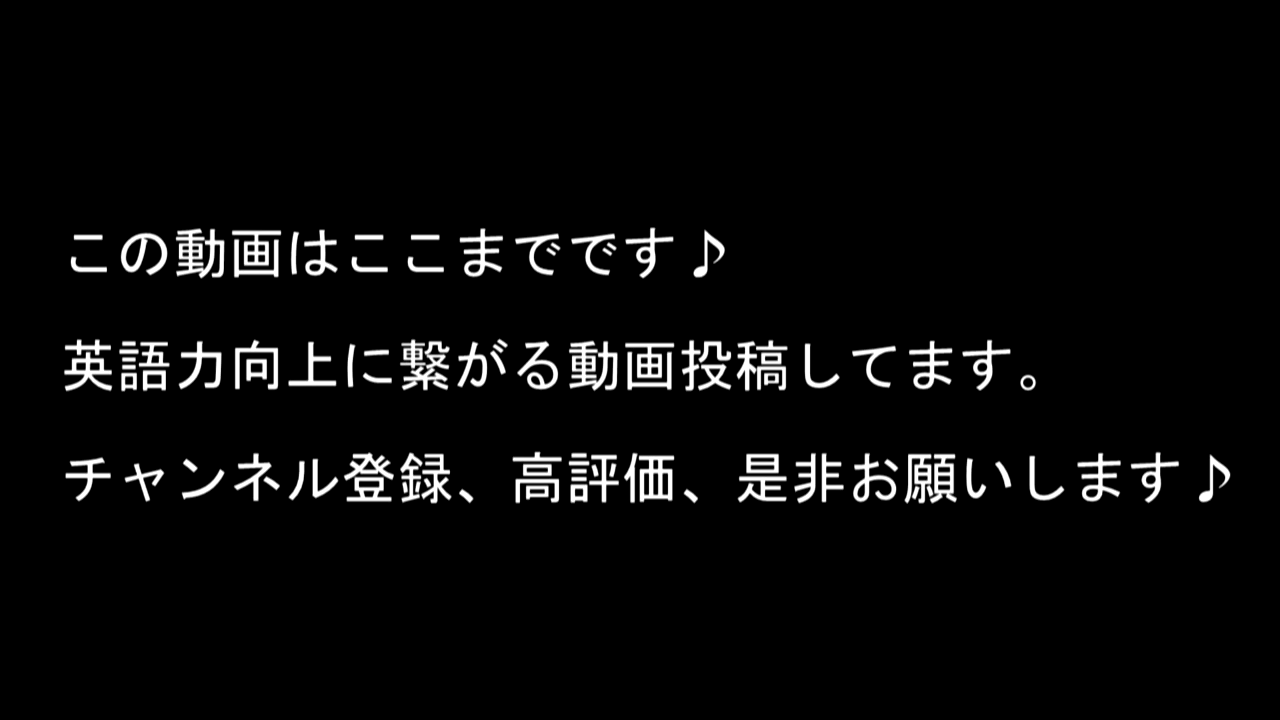 この動画はここまでです♪
英語力向上に繋がる動画投稿してます。
チャンネル登録、高評価、是非お願いします♪